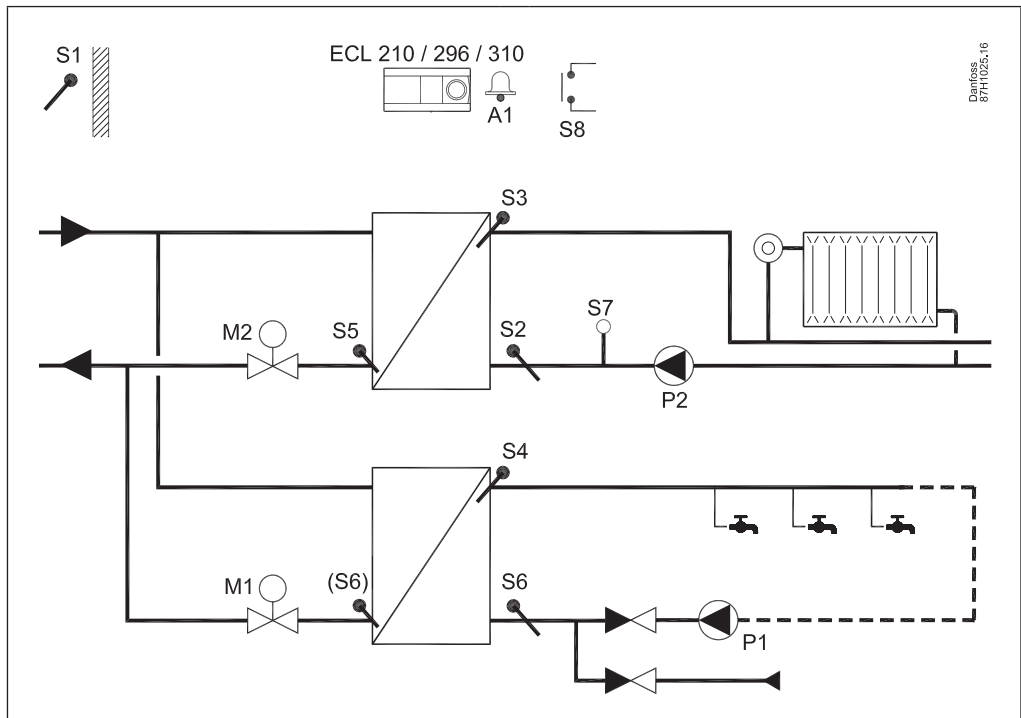 S1
ECL 210 / 296 / 310
A1
S8
Danfoss
87H1025.16
S3
M2
S5
S2
S7
P2
S4
M1
(S6)
S6
P1